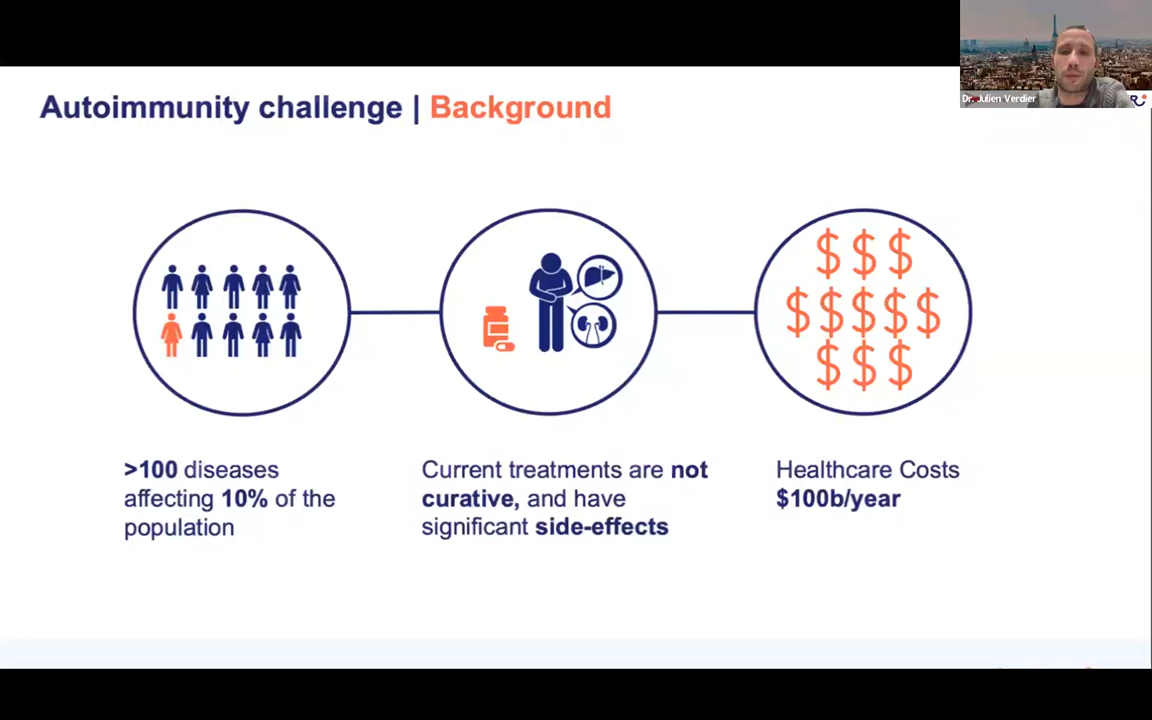 Autoimmunity challenge | Background
Dr. Julien Verdier
$ $ $
$ $ $ $ $
$ $ $
>100 diseases
affecting 10% of the
population
Current treatments are not
curative, and have
significant side-effects
Healthcare Costs
$100b/year